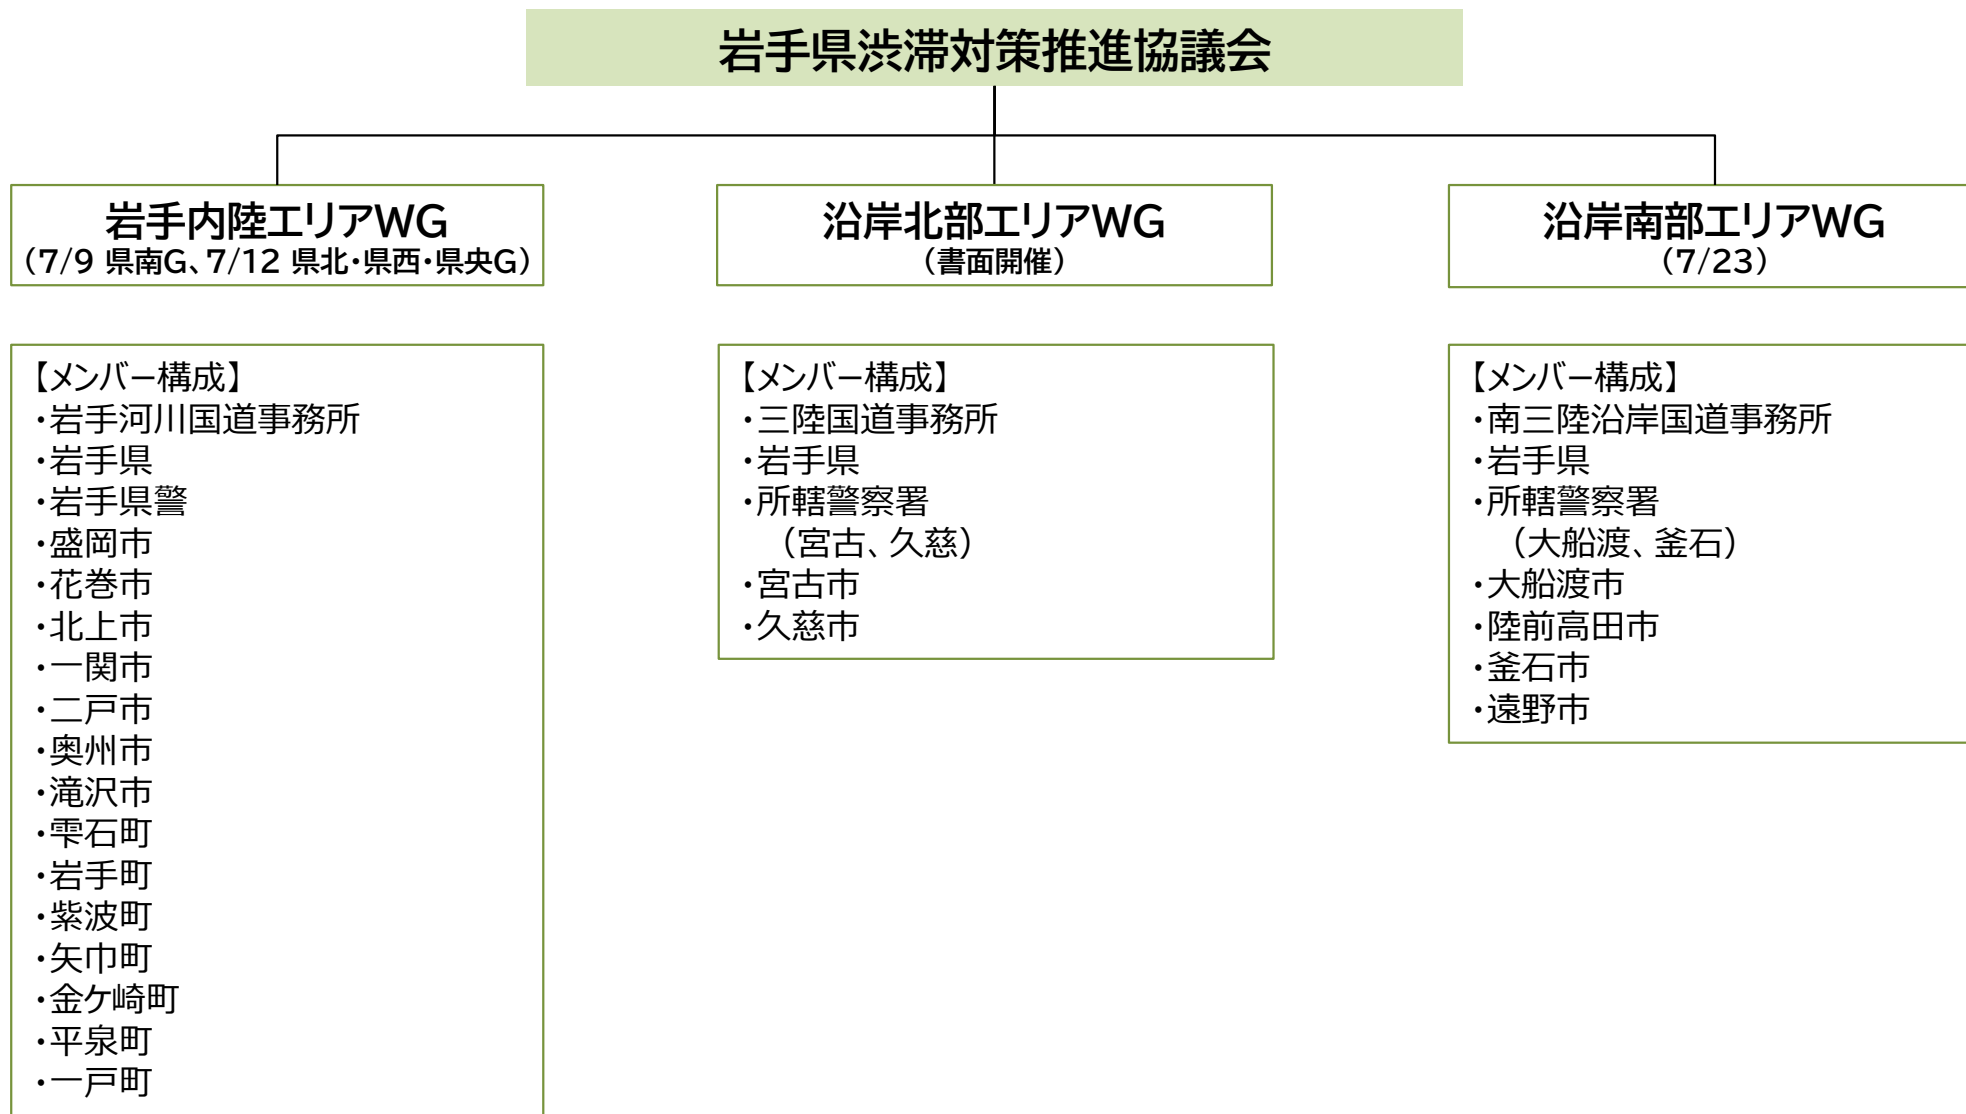 岩手県渋滞対策推進協議会
岩手内陸エリアWG
（7/9 県南G、7/12 県北・県西・県央G）
沿岸北部エリアWG
（書面開催）
沿岸南部エリアWG
（7/23）
【メンバー構成】
・岩手河川国道事務所
・岩手県
・岩手県警
・盛岡市
・花巻市
・北上市
・一関市
・二戸市
・奥州市
・滝沢市
・雫石町
・岩手町
・紫波町
・矢巾町
・金ケ崎町
・平泉町
・一戸町
【メンバー構成】
・三陸国道事務所
・岩手県
・所轄警察署
（宮古、久慈）
・宮古市
・久慈市
【メンバー構成】
・南三陸沿岸国道事務所
・岩手県
・所轄警察署
（大船渡、釜石）
・大船渡市
・陸前高田市
・釜石市
・遠野市